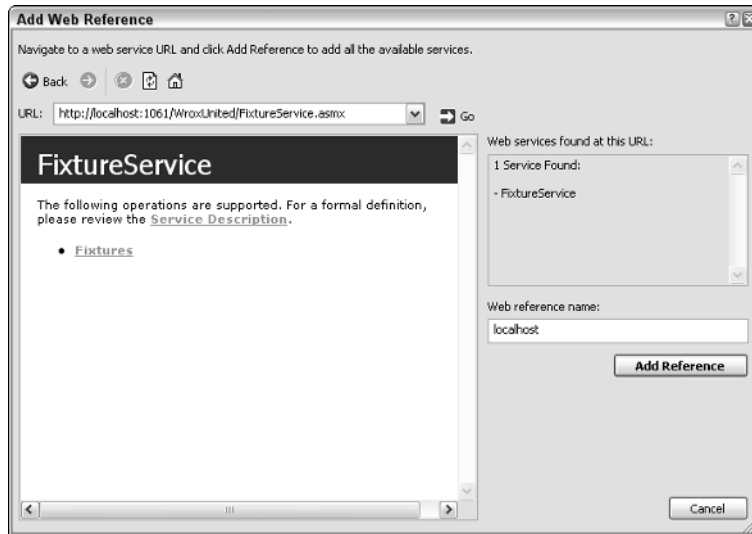 Add Web Reference
Navigate to a web service URL and click Add Reference to add all the available services.
Back
URL: http://localhost:1061/WroxUnited/FixtureService.asmx Go
FixtureService
The following operations are supported. For a formal definition,
please review the Service Description.
• Fixtures
Web services found at this URL:
1 Service Found:
- FixtureService
Web reference name:
localhost
Add Reference
Cancel